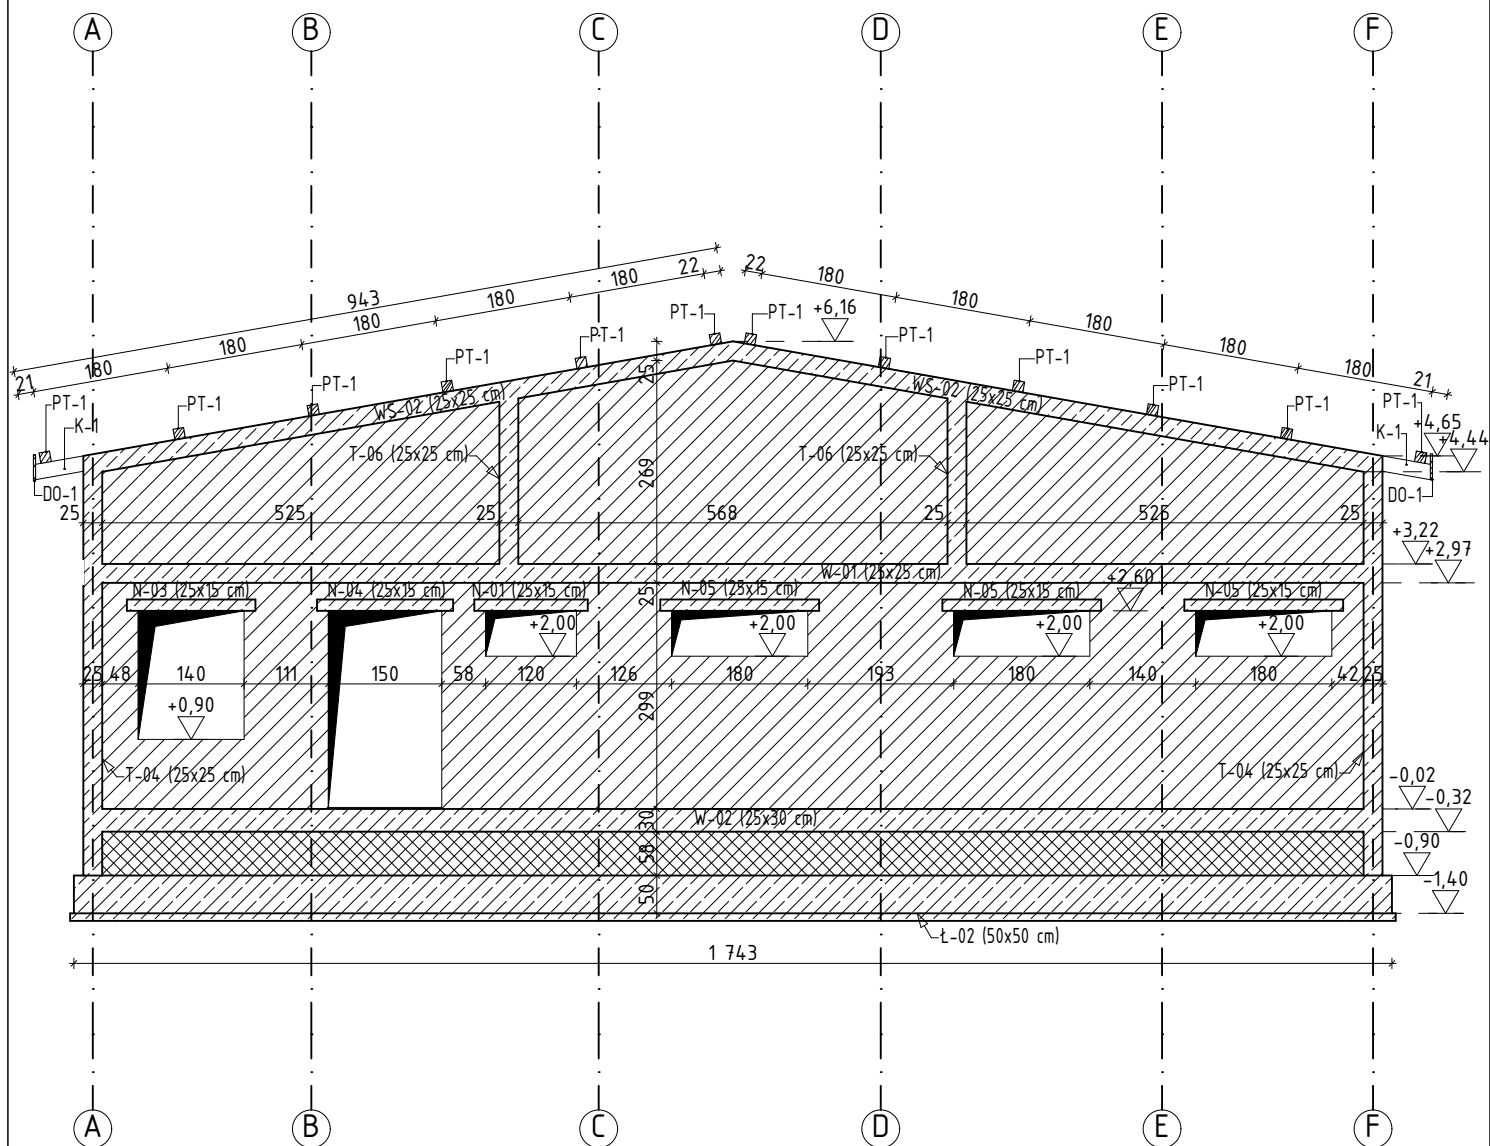 A B C D E F
943
180 180 180 180 22
21 180
22 180 180 180 180 21
PT-1 PT-1 +6,16
PT-1 PT-1
PT-1 PT-1
PT-1 PT-1
PT-1 PT-1 PT-1 PT-1
K-1 K-1
WS-02 (25x25 cm) WS-02 (25x25 cm)
+4,65
+4,44
T-06 (25x25 cm) T-06 (25x25 cm)
DO-1 DO-1
25
269
25 525 25 568 25 525 25
+3,22
+2,97
W-01 (25x25 cm)
+2,60
N-03 (25x15 cm) N-04 (25x15 cm) N-01 (25x15 cm) N-05 (25x15 cm) N-05 (25x15 cm) N-05 (25x15 cm)
25
+2,00 +2,00 +2,00 +2,00
25 48 140 111 150 58 120 126 180 193 180 140 180 42 25
299
+0,90
T-04 (25x25 cm) T-04 (25x25 cm)
-0,02
-0,32
W-02 (25x30 cm)
30
58
-0,90
50
-1,40
Ł-02 (50x50 cm)
1 743
A B C D E F